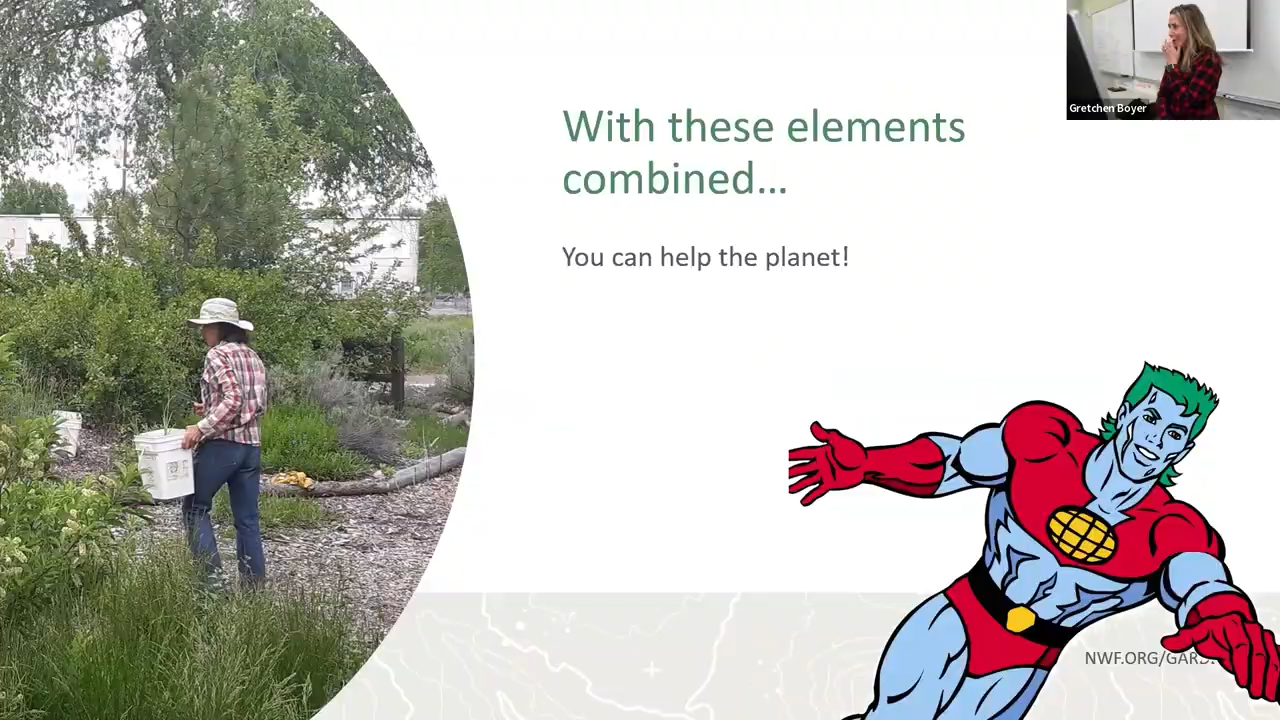 Gretchen Boyer
With these elements
combined...
You can help the planet!
NWF.ORG/GARD